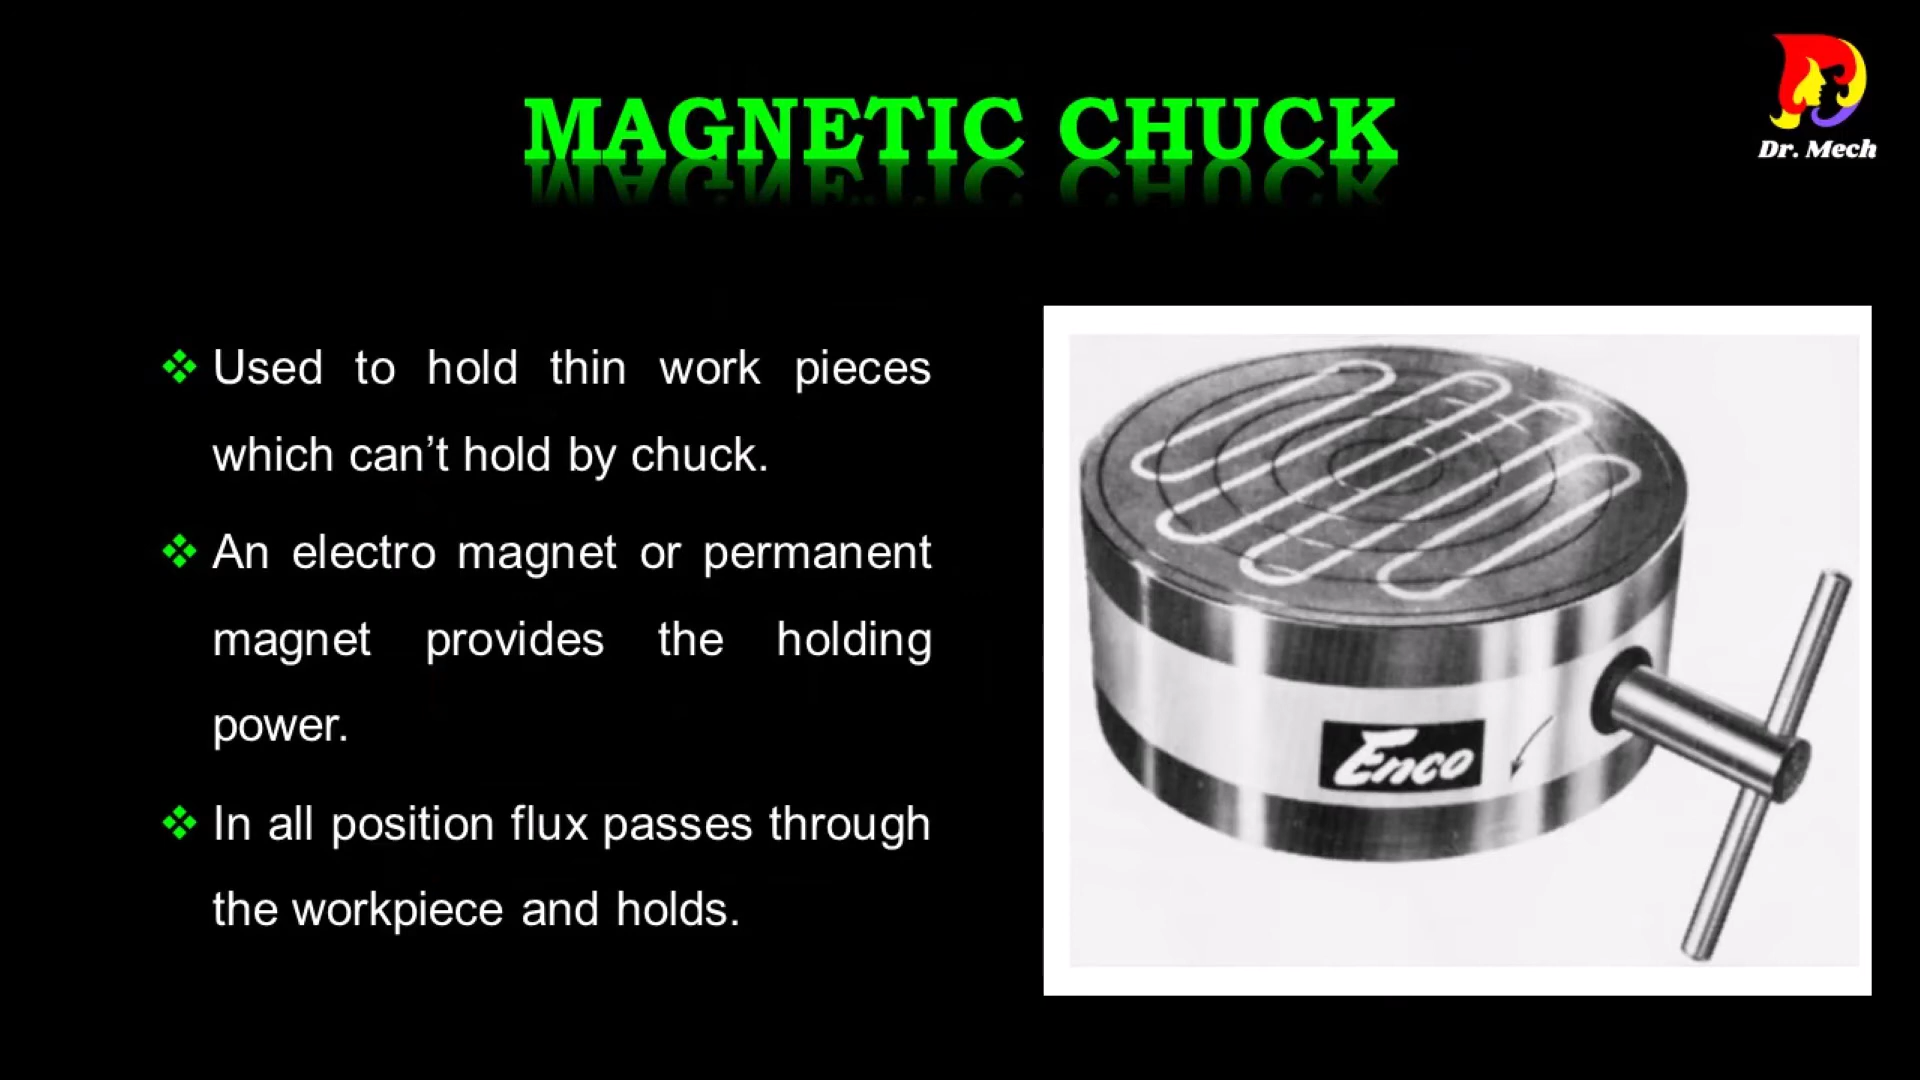 MAGNETIC CHUCK
Dr. Mech
Used to hold thin work pieces
which can’t hold by chuck.
An electro magnet or permanent
magnet provides the holding
power.
In all position flux passes through
the workpiece and holds.
Enco